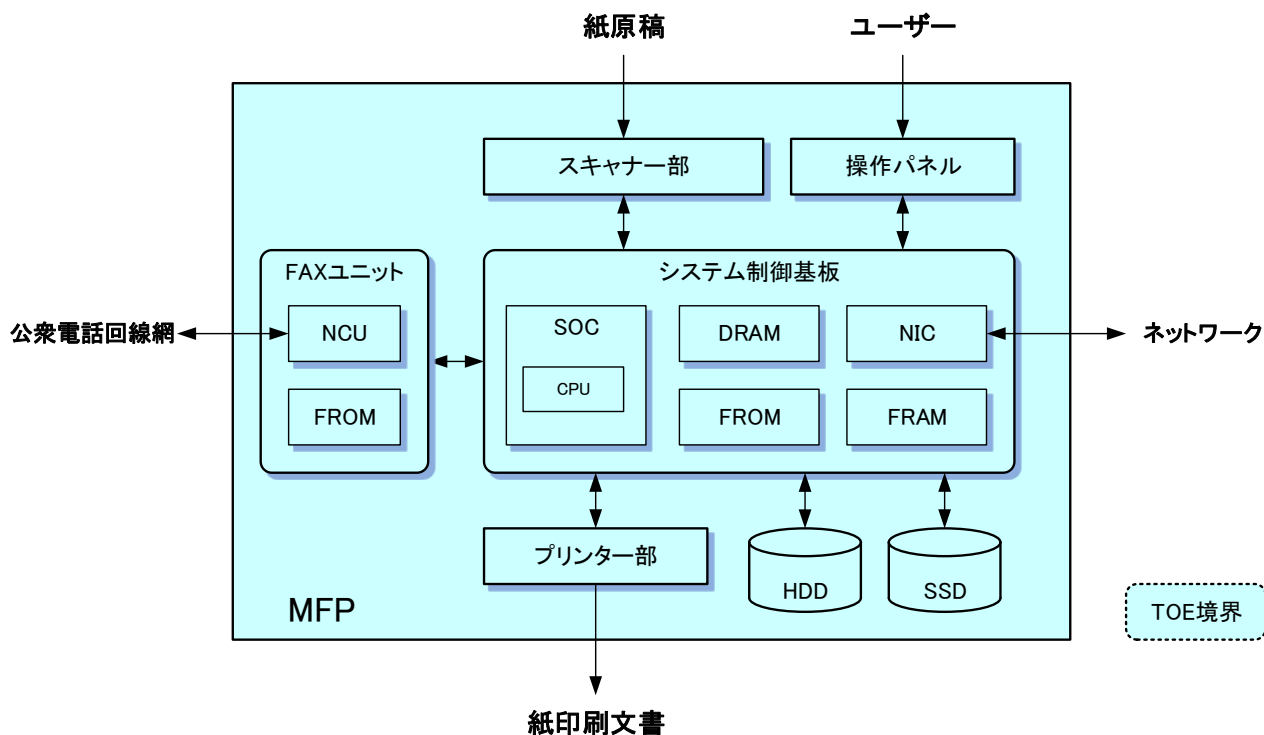 紙原稿
ユーザー
スキャナー部
操作パネル
FAXユニット
システム制御基板
公衆電話回線網
NCU
SOC
DRAM
NIC
ネットワーク
CPU
FROM
FROM
FRAM
プリンター部
HDD
SSD
MFP
TOE境界
紙印刷文書